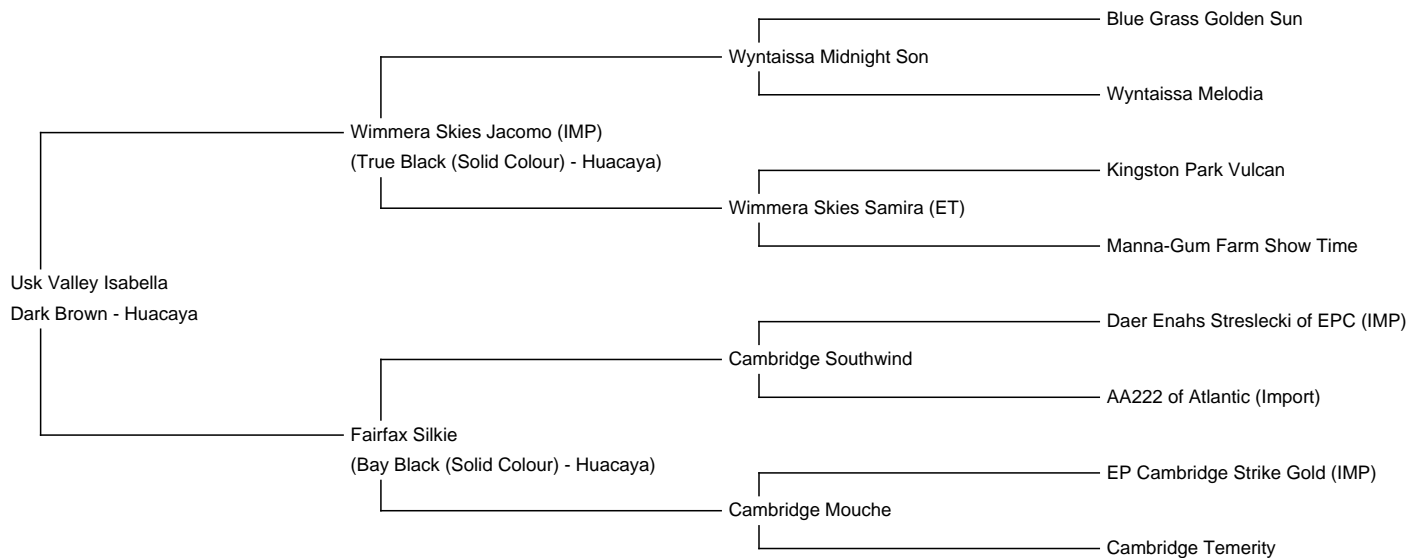 Blue Grass Golden Sun
Wyntaissa Midnight Son
Wyntaissa Melodia
Wimmera Skies Jacomo (IMP)
(True Black (Solid Colour) - Huacaya)
Kingston Park Vulcan
Wimmera Skies Samira (ET)
Manna-Gum Farm Show Time
Usk Valley Isabella
Dark Brown - Huacaya
Daer Enahs Streslecki of EPC (IMP)
Cambridge Southwind
AA222 of Atlantic (Import)
Fairfax Silkie
(Bay Black (Solid Colour) - Huacaya)
EP Cambridge Strike Gold (IMP)
Cambridge Mouche
Cambridge Temerity